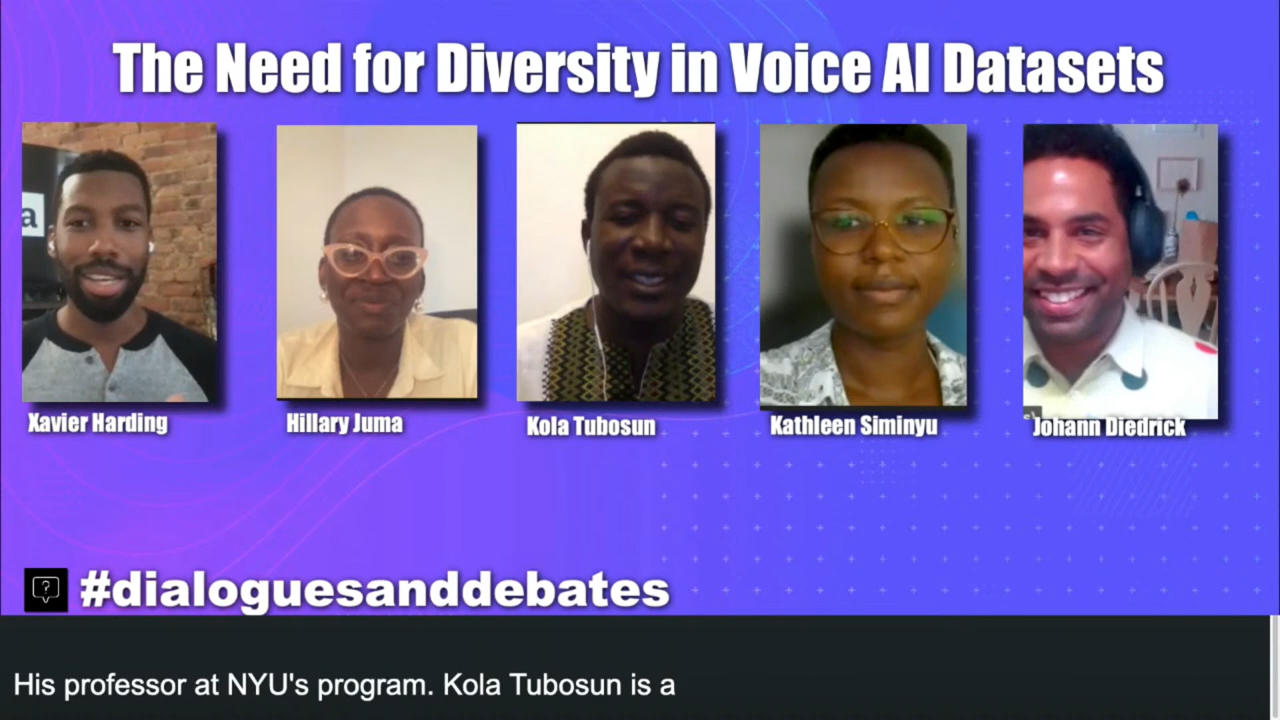 The Need for Diversity in Voice AI Datasets
a
Xavier Harding
Hillary Juma
Kola Tubosun
Kathleen Siminyu
Johann Diedrick
?
#dialoguesanddebates
His professor at NYU's program. Kola Tubosun is a